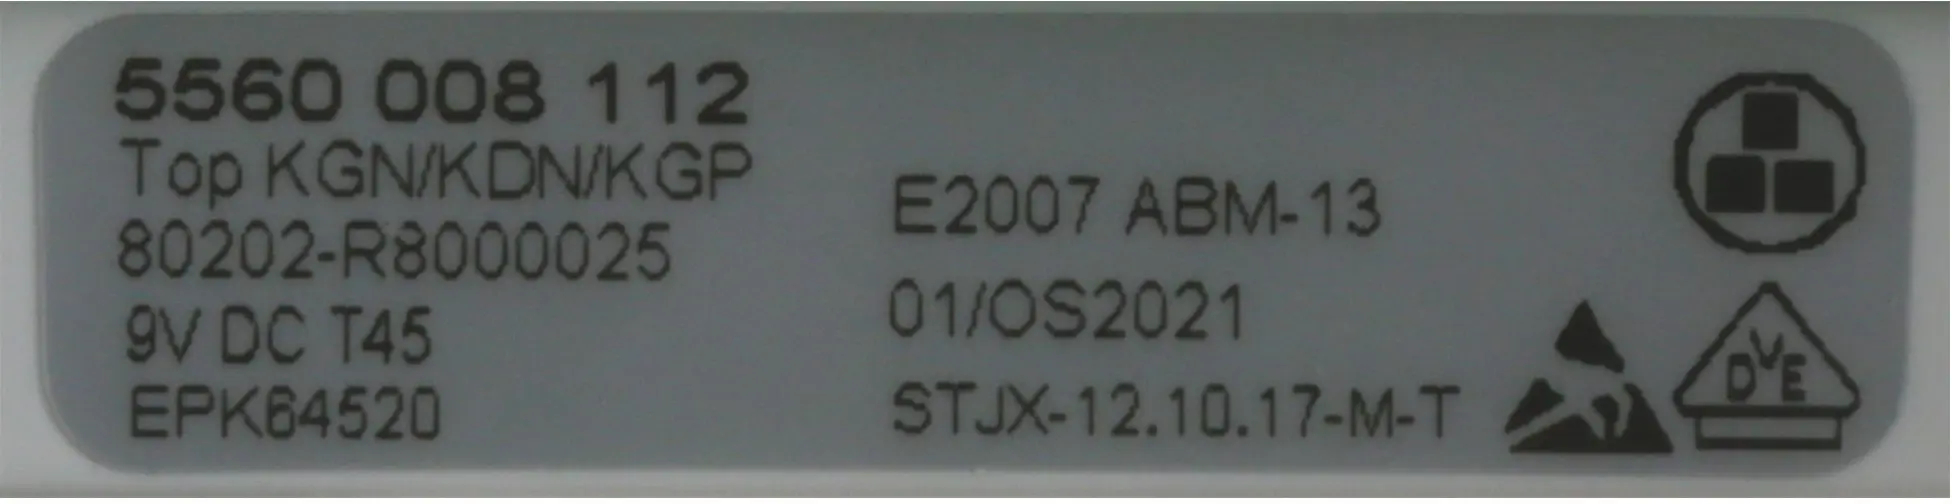 5560 008 112
Top KGN/KDN/KGP
80202-R8000025
9V DC T45
EPK64520
E2007 ABM-13
01/OS2021
STJX-12.10.17-M-T
DVE